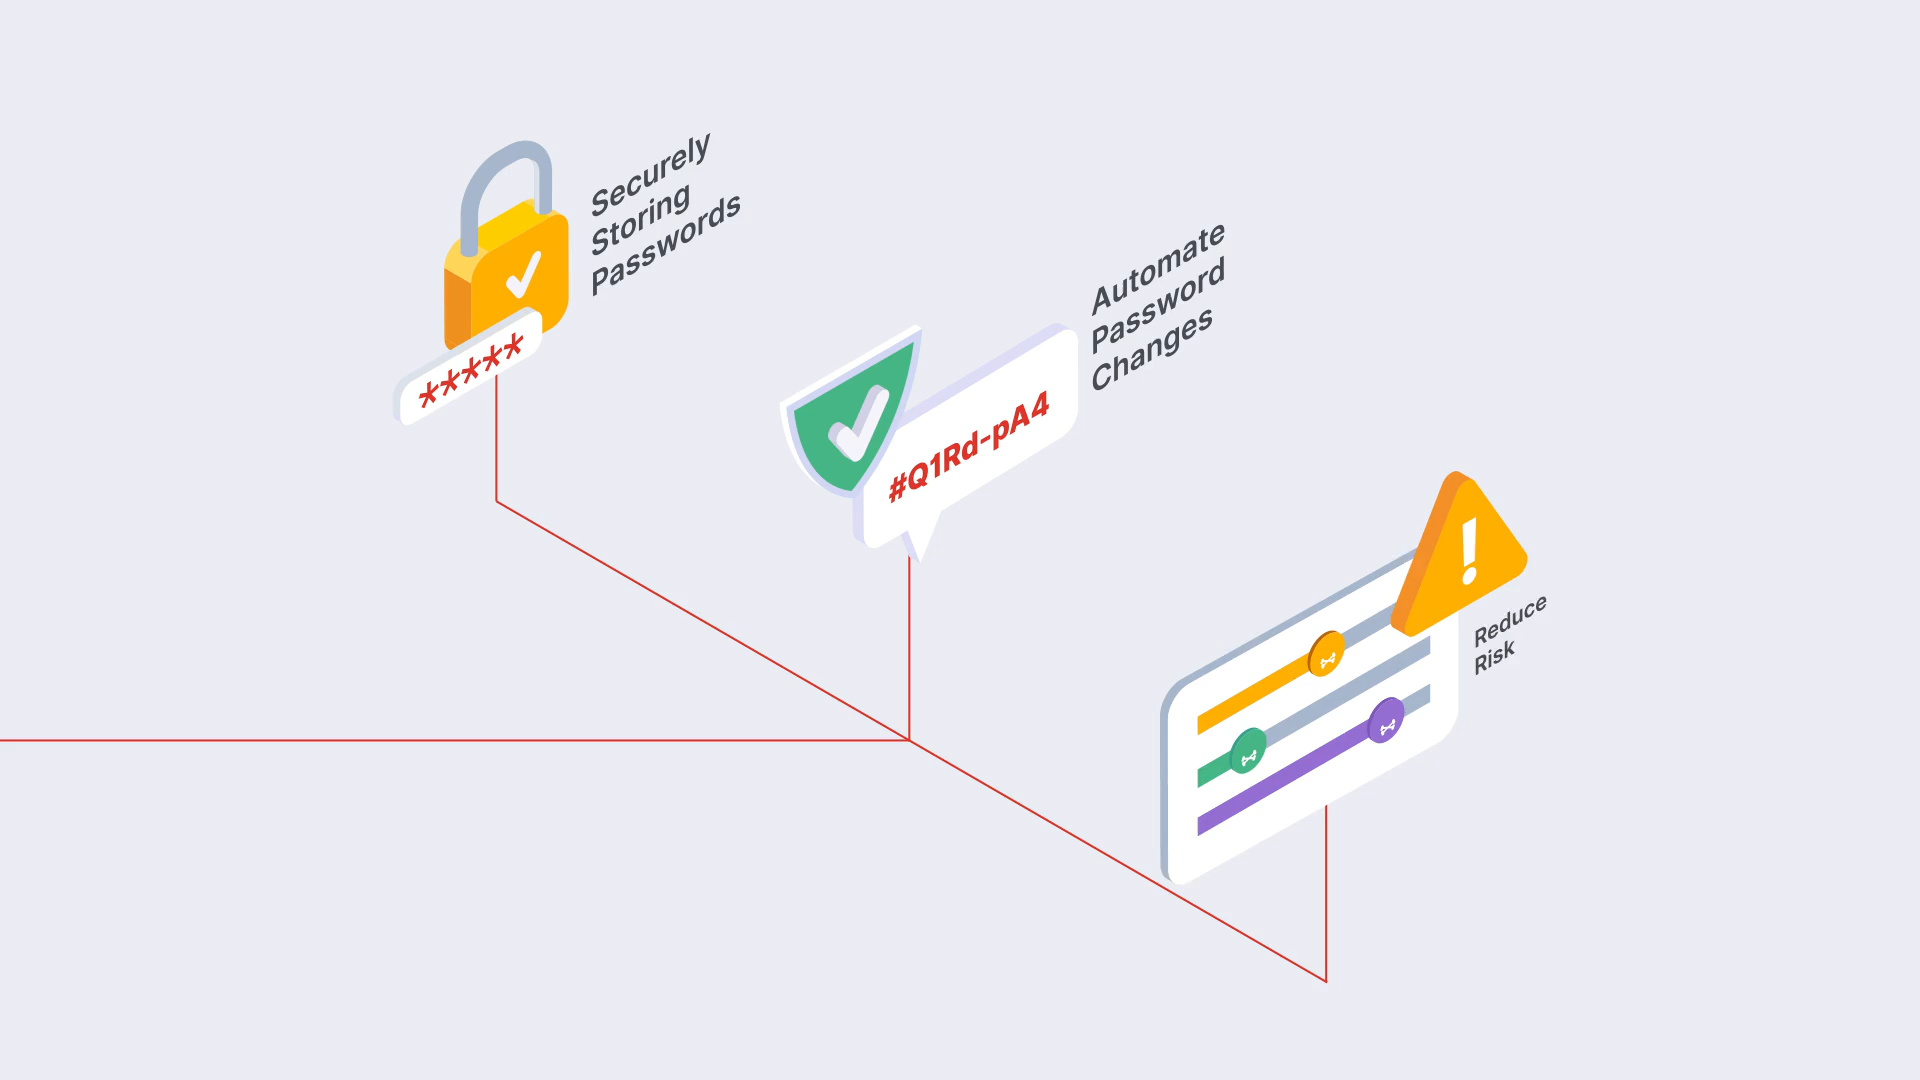 Securely
Storing
Passwords
*****
Automate
Password
Changes
#Q1Rd-pA4
!
Reduce
Risk